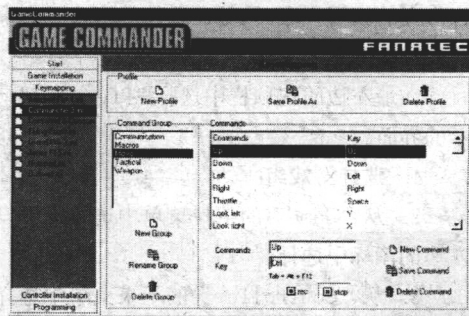 GameCommander
GAME COMMANDER
FANATEC
Start
Game Installation
Keymapping
Controller Installation
Programming
Profile
New Profile
Save Profile As
Delete Profile
Command Group
Communication
Macros
Tactical
Weapon
New Group
Rename Group
Delete Group
Commands
Commands Key
Down Down
Left Left
Right Right
Throttle Space
Look left Y
Look right X
Commands Up
Key
Tab = Alt + F12
rec stop
New Command
Save Command
Delete Command